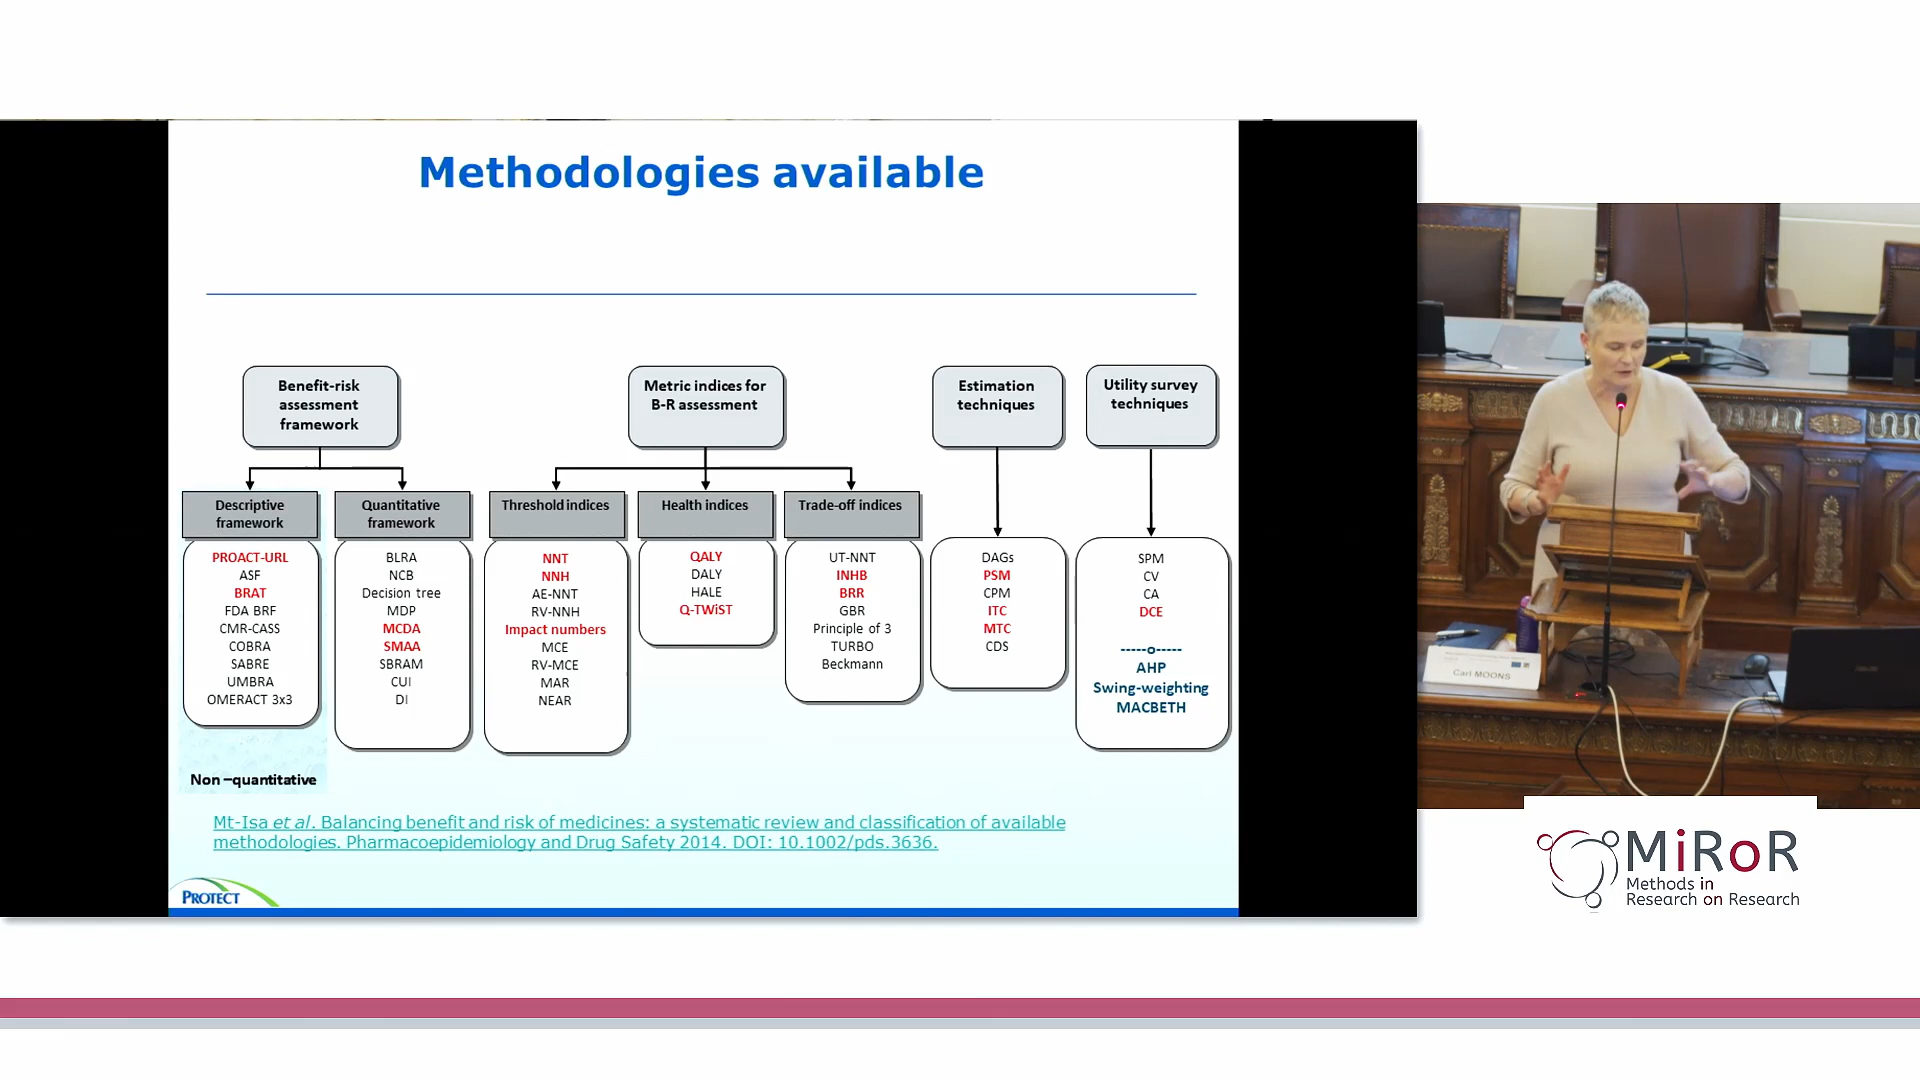 Methodologies available
Benefit-risk
assessment
framework
Metric indices for
B-R assessment
Estimation
techniques
Utility survey
techniques
Descriptive
framework
Quantitative
framework
Threshold indices
Health indices
Trade-off indices
PROACT-URL
ASF
BRAT
FDA BRF
CMR-CASS
COBRA
SABRE
UMBRA
OMERACT 3x3
BLRA
NCB
Decision tree
MDP
MCDA
SMAA
SBRAM
CUI
DI
NNT
NNH
AE-NNT
RV-NNH
Impact numbers
MCE
RV-MCE
MAR
NEAR
QALY
DALY
HALE
Q-TWiST
UT-NNT
INHB
BRR
GBR
Principle of 3
TURBO
Beckmann
DAGs
PSM
CPM
ITC
MTC
CDS
SPM
CV
CA
DCE
-----o-----
AHP
Swing-weighting
MACBETH
Non –quantitative
Mt-Isa et al. Balancing benefit and risk of medicines: a systematic review and classification of available
methodologies. Pharmacoepidemiology and Drug Safety 2014. DOI: 10.1002/pds.3636.
PROTECT
Carl MOONS
MiRoR
Methods in
Research on Research